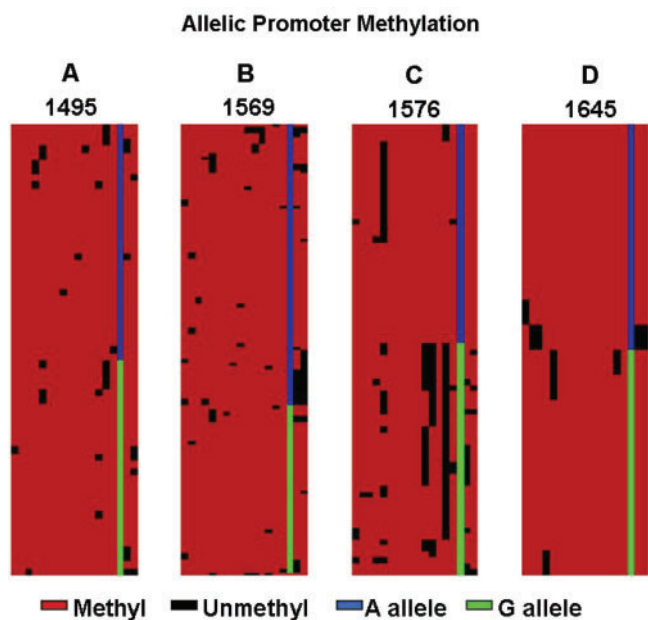 Allelic Promoter Methylation
A B C D
1495 1569 1576 1645
Methyl Unmethyl A allele G allele